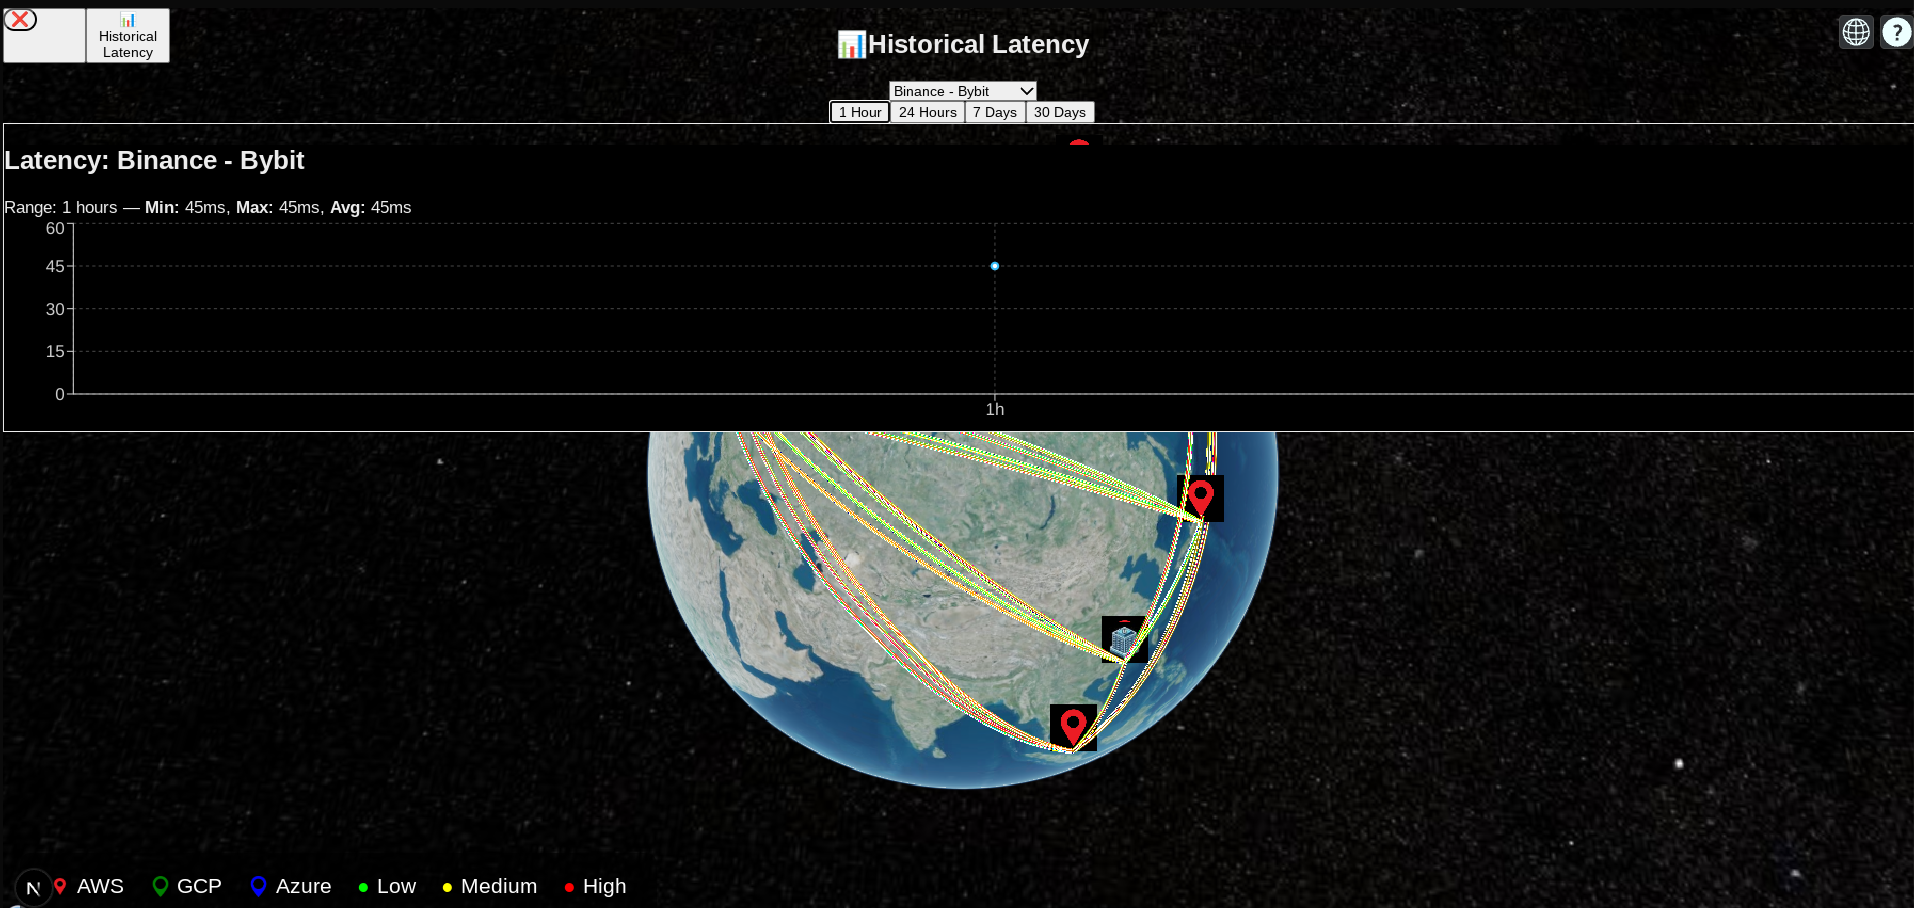 📊
Historical
Latency
📊Historical Latency
Binance - Bybit
1 Hour 24 Hours 7 Days 30 Days
Latency: Binance - Bybit
Range: 1 hours — Min: 45ms, Max: 45ms, Avg: 45ms
60
45
30
15
0
1h
?
N AWS GCP Azure Low Medium High